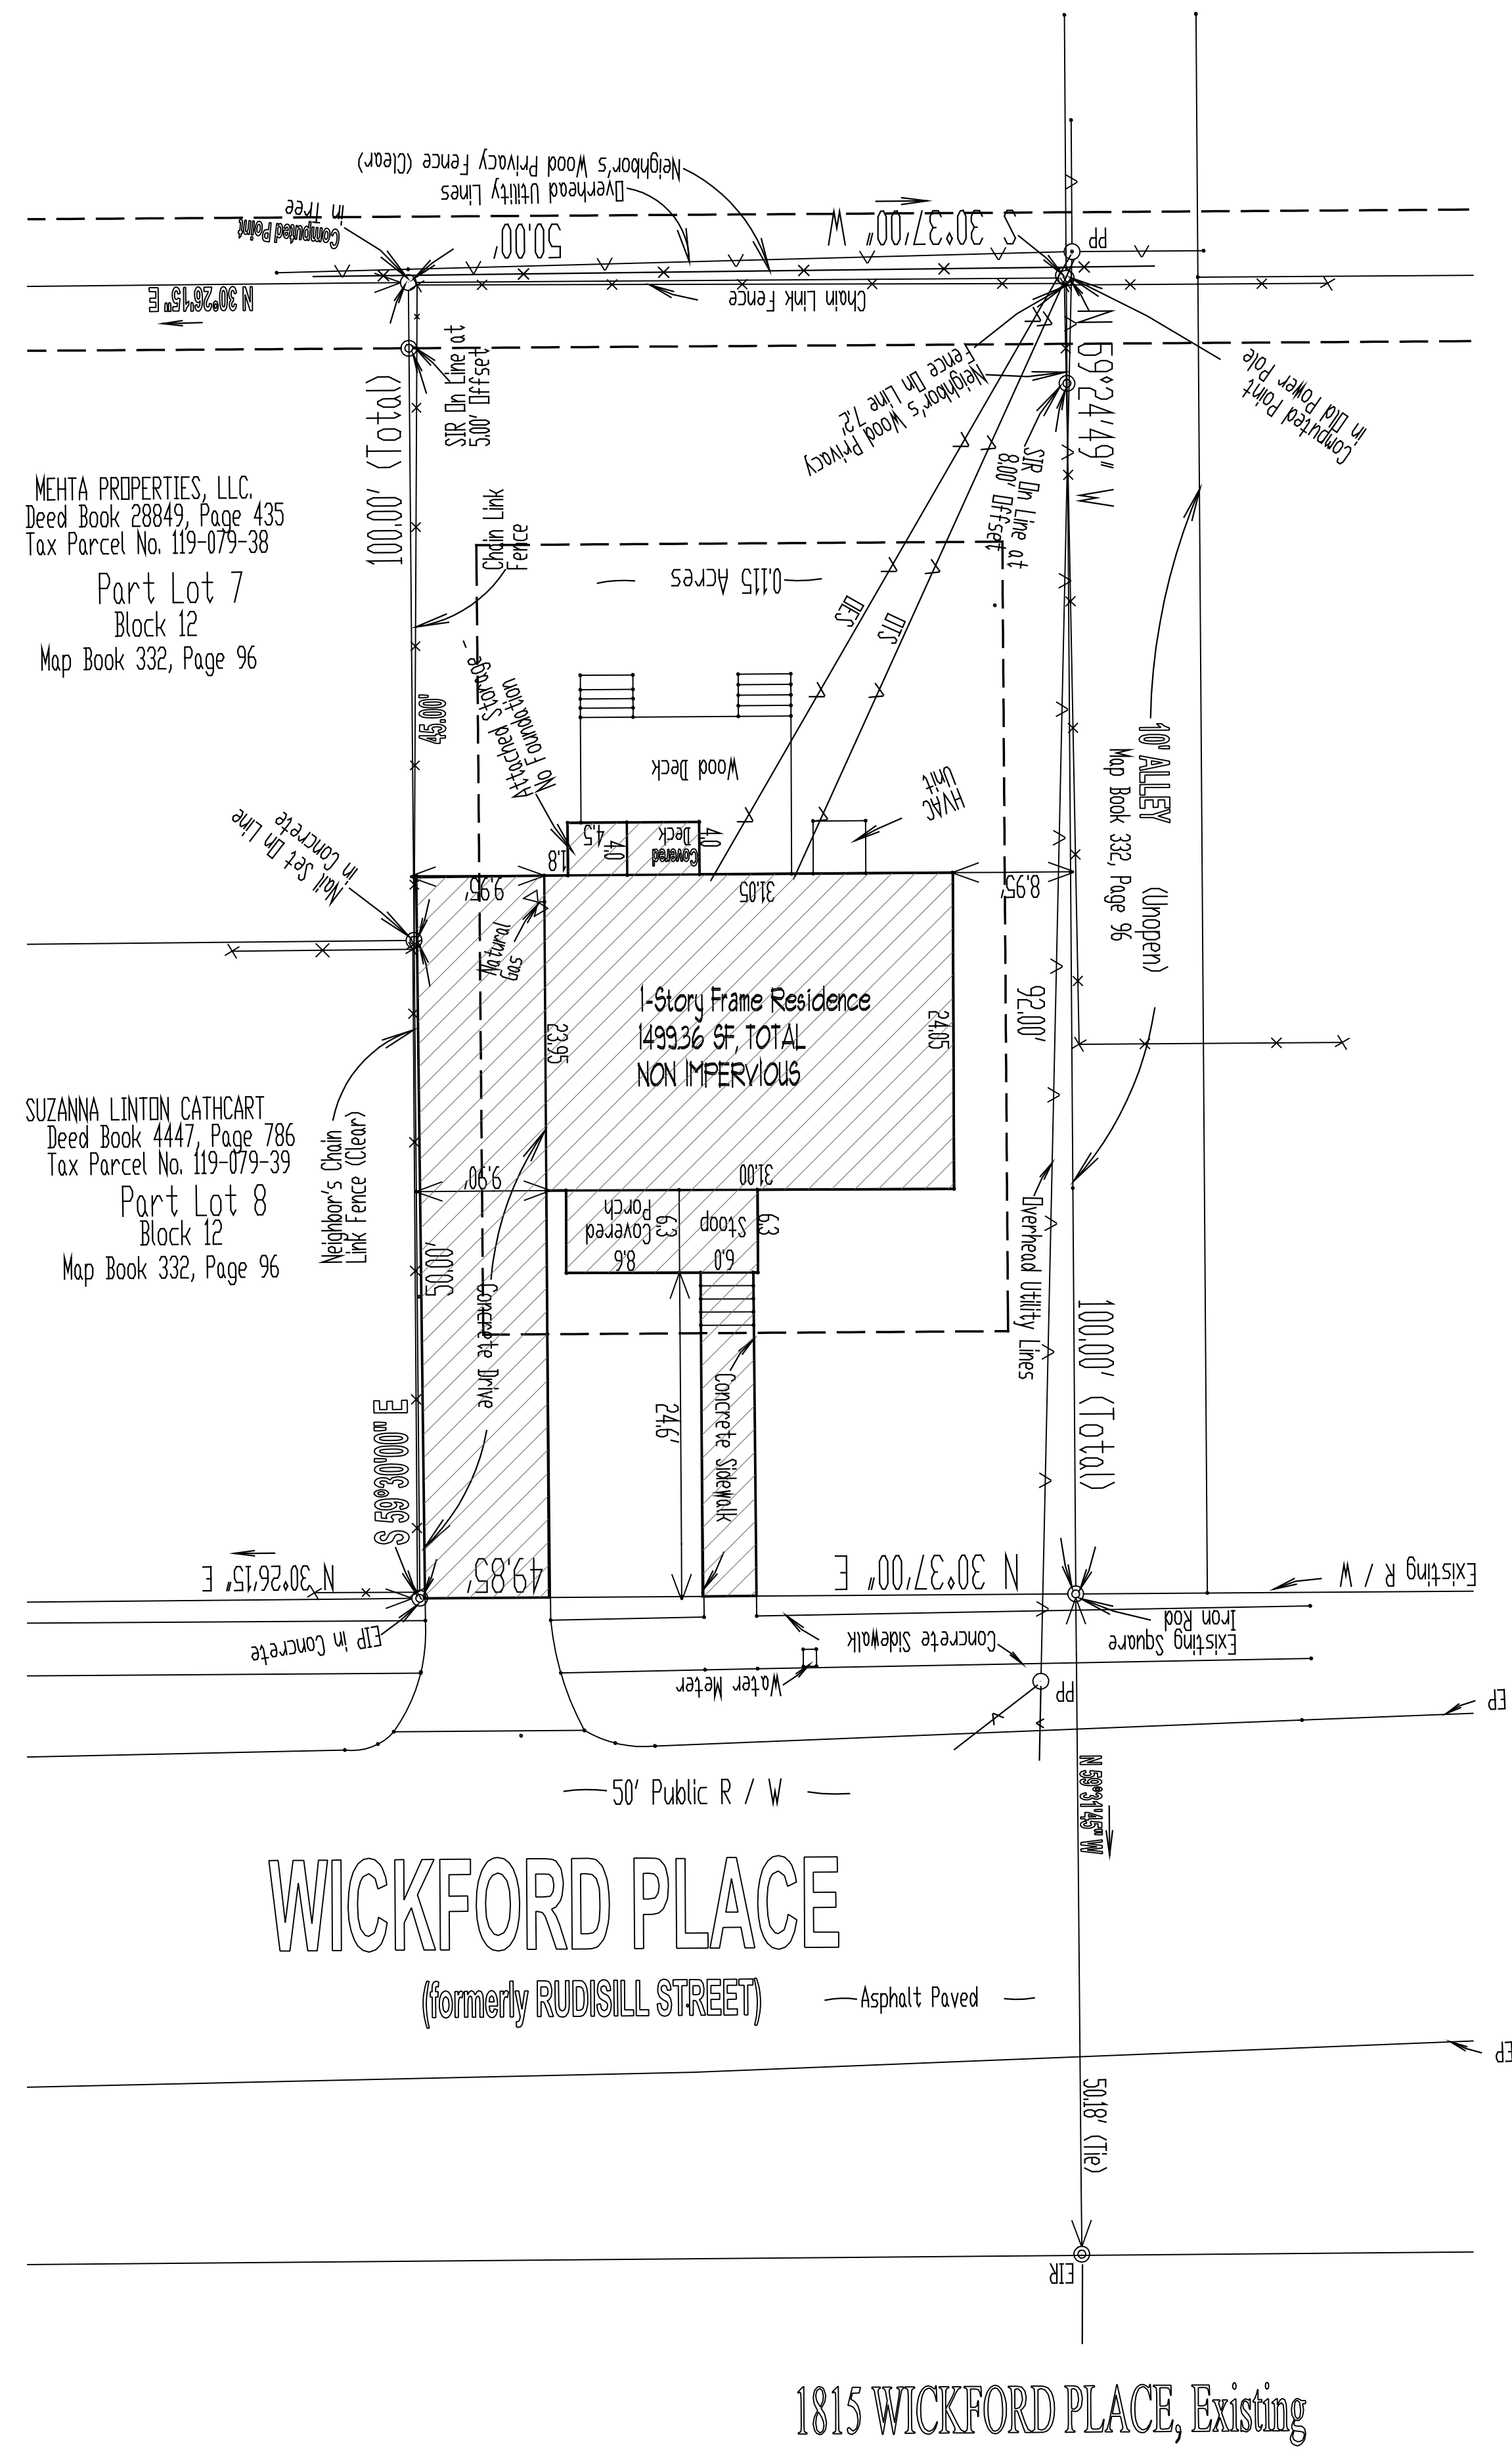 Neighbor's Wood Privacy Fence (Clear)
Overhead Utility Lines
Computed Point
in Tree
50.00'
S 30°37'00" W
PP
N 30°26'15" E
Chain Link Fence
SIR On Line at
5.00' Offset
100.00' (Total)
Neighbor's Wood Privacy
Fence On Line 7.2'
N 59°24'49" W
Computed Point
in Old Power Pole
SIR On Line at
8.00' Offset
MEHTA PROPERTIES, LLC.
Deed Book 28849, Page 435
Tax Parcel No. 119-079-38
Part Lot 7
Block 12
Map Book 332, Page 96
Chain Link
Fence
0.115 Acres
OES
OTS
45.00'
Attached Storage -
No Foundation
Wood Deck
HVAC
Unit
10' ALLEY (Unopen)
Map Book 332, Page 96
Nail Set On Line
in Concrete
4.5
4.0
Covered
Deck
4.0
1.8
9.95'
31.05
8.95'
Natural
Gas
1-Story Frame Residence
1499.36 SF, TOTAL
NON IMPERVIOUS
23.95
24.05
92.00'
SUZANNA LINTON CATHCART
Deed Book 4447, Page 786
Tax Parcel No. 119-079-39
Part Lot 8
Block 12
Map Book 332, Page 96
Neighbor's Chain
Link Fence (Clear)
9.90'
31.00
Covered
Porch
6.3
8.6
Stoop
6.3
6.0
50.00'
Concrete Drive
Overhead Utility Lines
24.6'
Concrete Sidewalk
100.00' (Total)
S 59°30'00" E
N 30°26'15" E
49.85'
N 30°37'00" E
Existing R / W
EIP in Concrete
Concrete Sidewalk
Existing Square
Iron Rod
Water Meter
PP
EP
50' Public R / W
N 59°31'45" W
WICKFORD PLACE
(formerly RUDISILL STREET)
Asphalt Paved
EP
50.18' (Tie)
EIR
1815 WICKFORD PLACE, Existing